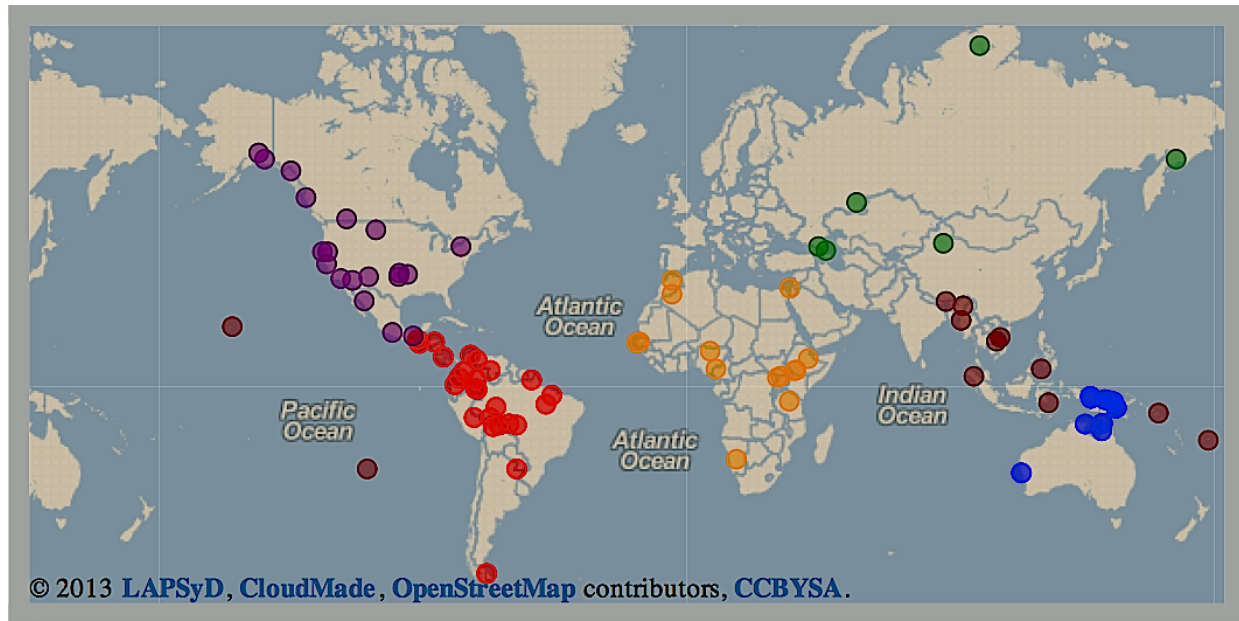 Atlantic
Ocean
Pacific
Ocean
Indian
Ocean
Atlantic
Ocean
© 2013 LAPSyD, CloudMade, OpenStreetMap contributors, CCBYSA.